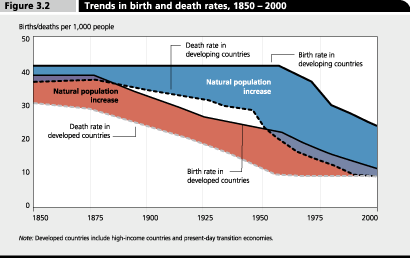 Figure 3.2 Trends in birth and death rates, 1850 – 2000
Births/deaths per 1,000 people
50
40
30
20
10
0
Death rate in
developing countries
Birth rate in
developing countries
Natural population
increase
Natural population
increase
Death rate in
developed countries
Birth rate in
developed countries
1850 1875 1900 1925 1950 1975 2000
Note: Developed countries include high-income countries and present-day transition economies.